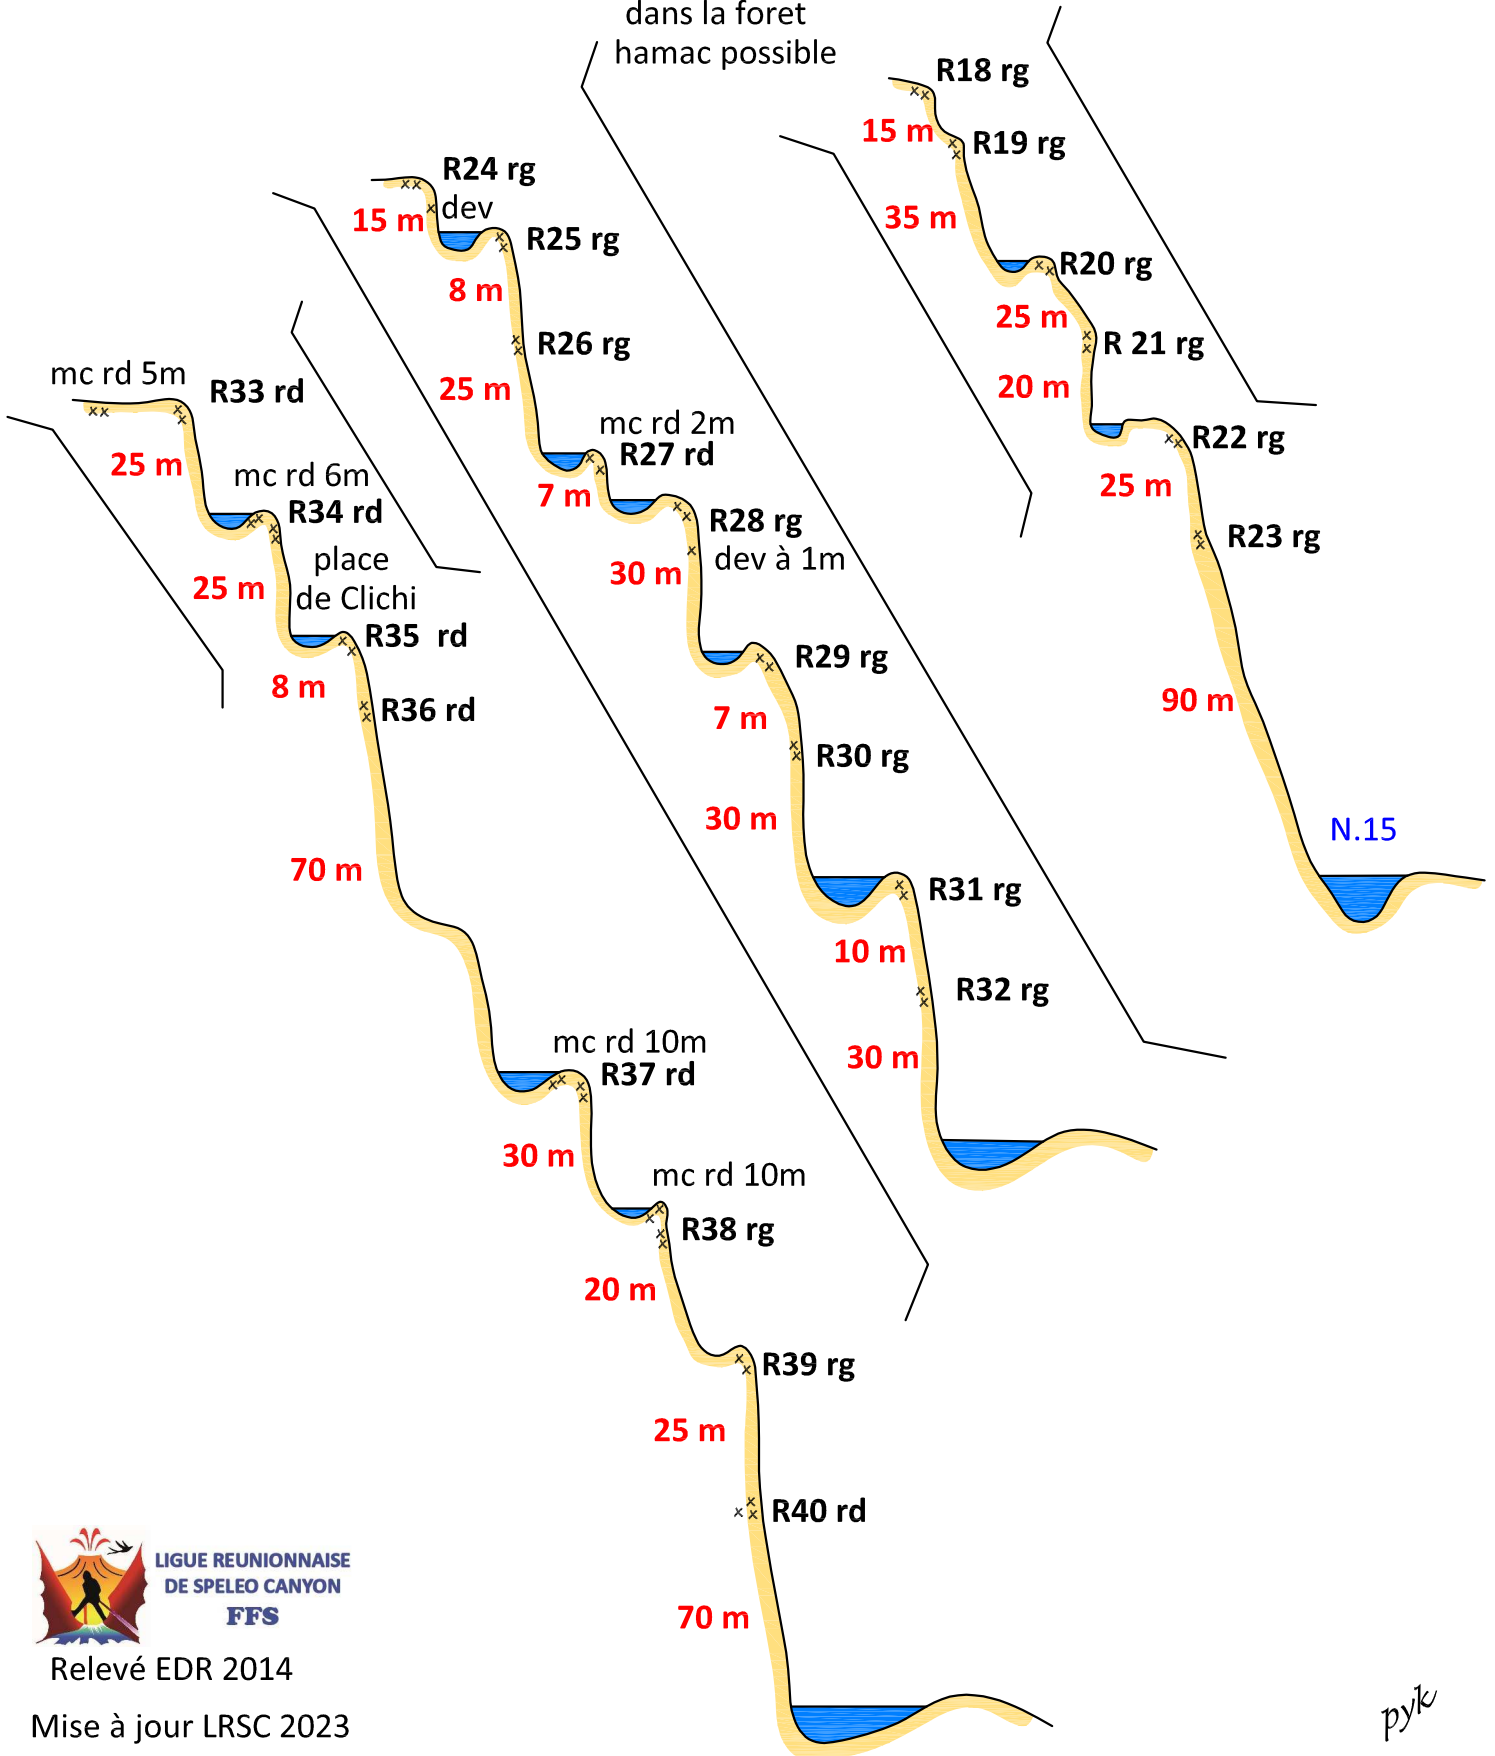 dans la foret
hamac possible
R18 rg
15 m
R19 rg
35 m
R20 rg
25 m
R 21 rg
20 m
R22 rg
25 m
R23 rg
90 m
N.15
R24 rg
dev
15 m
R25 rg
8 m
R26 rg
25 m
mc rd 2m
R27 rd
7 m
R28 rg
dev à 1m
30 m
R29 rg
7 m
R30 rg
30 m
R31 rg
10 m
R32 rg
30 m
mc rd 5m
R33 rd
25 m
mc rd 6m
R34 rd
place
de Clichi
25 m
R35 rd
8 m
R36 rd
70 m
mc rd 10m
R37 rd
30 m
mc rd 10m
R38 rg
20 m
R39 rg
25 m
R40 rd
70 m
LIGUE REUNIONNAISE
DE SPELEO CANYON
FFS
Relevé EDR 2014
Mise à jour LRSC 2023
pyk